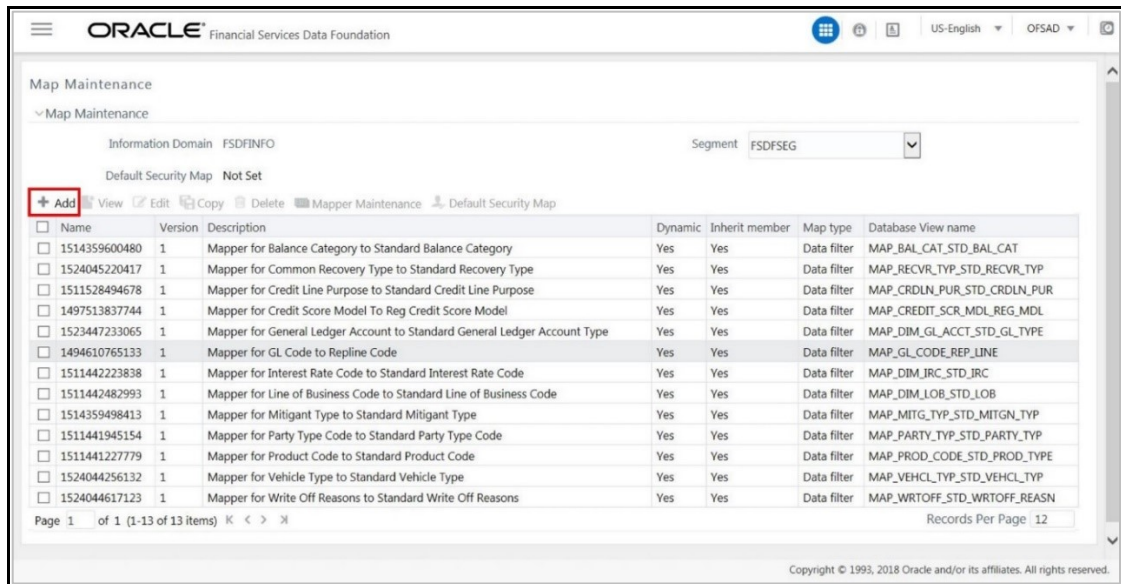 ORACLE® Financial Services Data Foundation US-English OFSAD
Map Maintenance
Map Maintenance
Information Domain FSDFINFO Segment FSDFSEG
Default Security Map Not Set
Add View Edit Copy Delete Mapper Maintenance Default Security Map
Name Version Description Dynamic Inherit member Map type Database View name
1514359600480 1 Mapper for Balance Category to Standard Balance Category Yes Yes Data filter MAP_BAL_CAT_STD_BAL_CAT
1524045220417 1 Mapper for Common Recovery Type to Standard Recovery Type Yes Yes Data filter MAP_RECVR_TYP_STD_RECVR_TYP
1511528494678 1 Mapper for Credit Line Purpose to Standard Credit Line Purpose Yes Yes Data filter MAP_CRDLN_PUR_STD_CRDLN_PUR
1497513837744 1 Mapper for Credit Score Model To Reg Credit Score Model Yes Yes Data filter MAP_CREDIT_SCR_MDL_REG_MDL
1523447233065 1 Mapper for General Ledger Account to Standard General Ledger Account Type Yes Yes Data filter MAP_DIM_GL_ACCT_STD_GL_TYPE
1494610765133 1 Mapper for GL Code to Repline Code Yes Yes Data filter MAP_GL_CODE_REP_LINE
1511442223838 1 Mapper for Interest Rate Code to Standard Interest Rate Code Yes Yes Data filter MAP_DIM_IRC_STD_IRC
1511442482993 1 Mapper for Line of Business Code to Standard Line of Business Code Yes Yes Data filter MAP_DIM_LOB_STD_LOB
1514359498413 1 Mapper for Mitigant Type to Standard Mitigant Type Yes Yes Data filter MAP_MITG_TYP_STD_MITGN_TYP
1511441945154 1 Mapper for Party Type Code to Standard Party Type Code Yes Yes Data filter MAP_PARTY_TYP_STD_PARTY_TYP
1511441227779 1 Mapper for Product Code to Standard Product Code Yes Yes Data filter MAP_PROD_CODE_STD_PROD_TYPE
1524044256132 1 Mapper for Vehicle Type to Standard Vehicle Type Yes Yes Data filter MAP_VEHCL_TYP_STD_VEHCL_TYP
1524044617123 1 Mapper for Write Off Reasons to Standard Write Off Reasons Yes Yes Data filter MAP_WRTOFF_STD_WRTOFF_REASN
Page 1 of 1 (1-13 of 13 items) Records Per Page 12
Copyright © 1993, 2018 Oracle and/or its affiliates. All rights reserved.